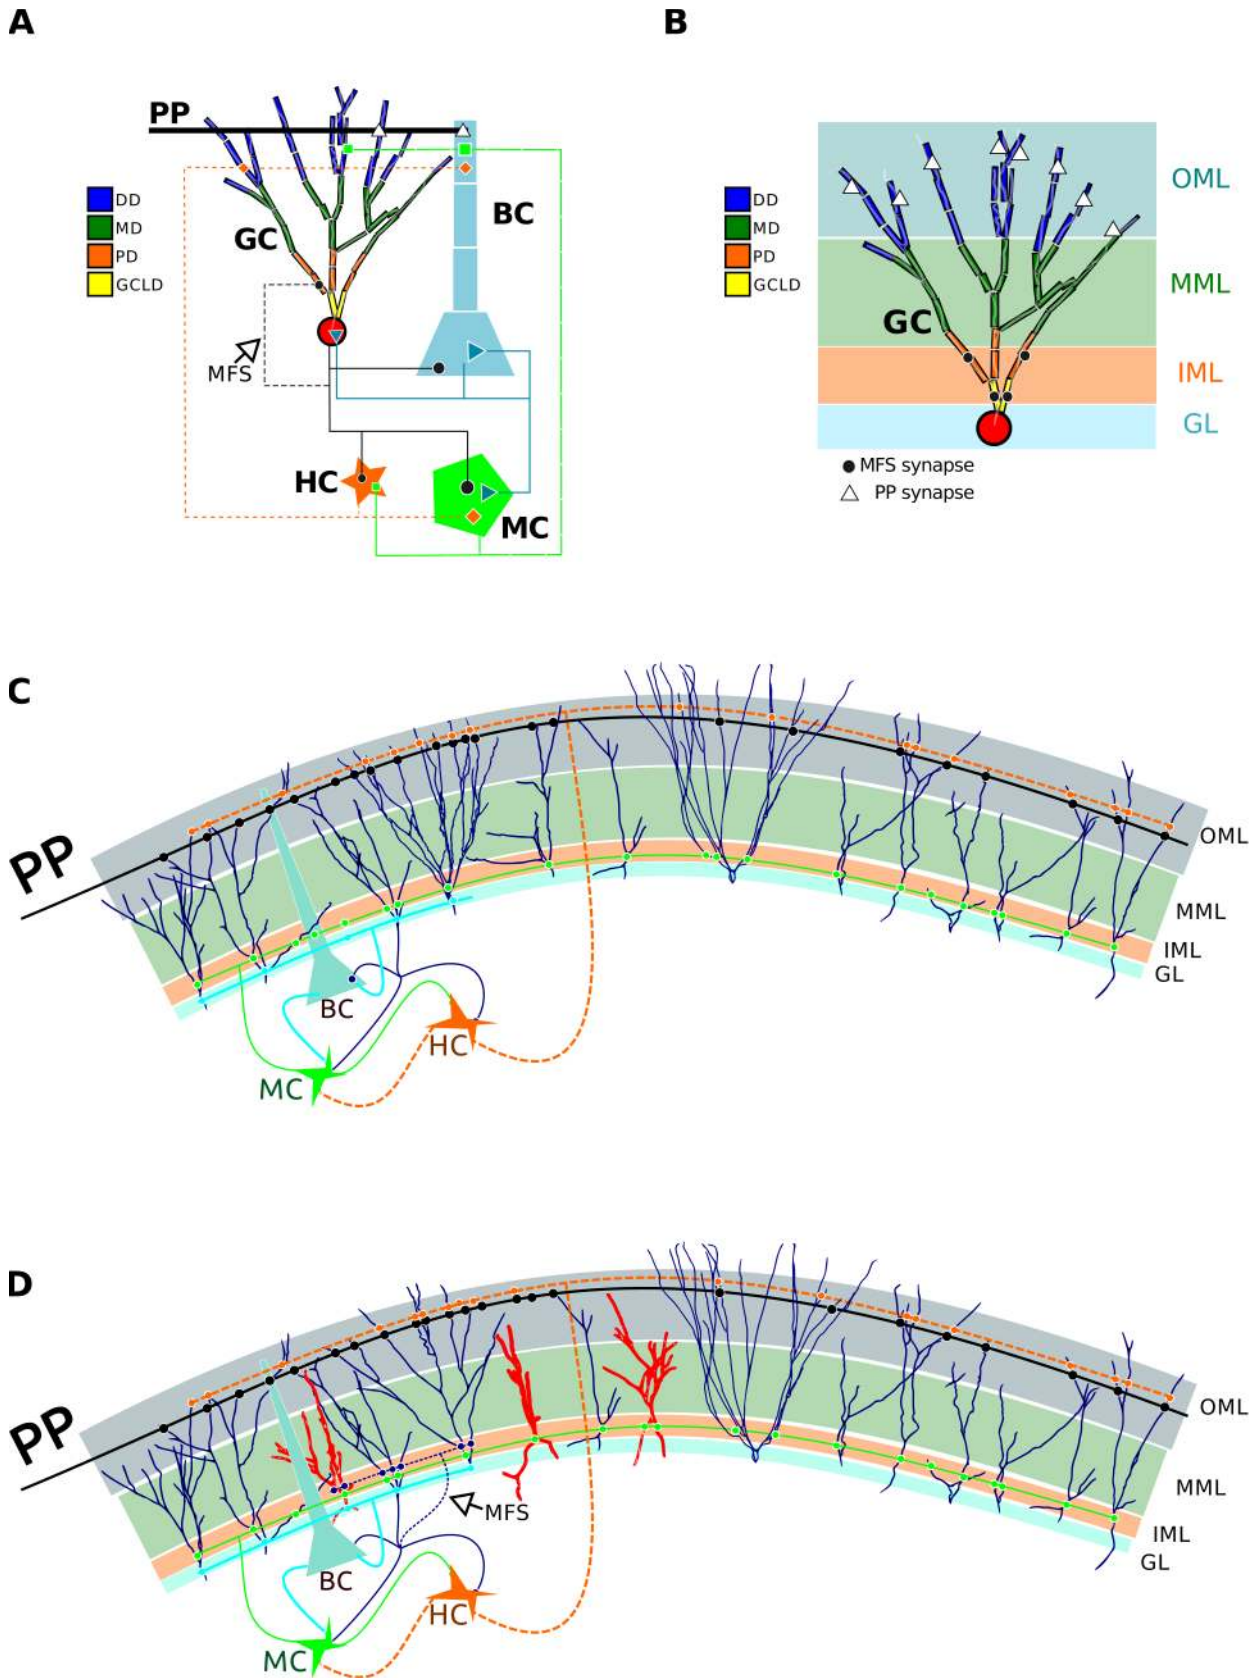 A
B
PP
DD
MD
PD
GCLD
GC
BC
MFS
HC
MC
DD
MD
PD
GCLD
GC
OML
MML
IML
GL
MFS synapse
PP synapse
C
PP
OML
MML
IML
GL
BC
HC
MC
D
PP
OML
MML
IML
GL
MFS
BC
HC
MC